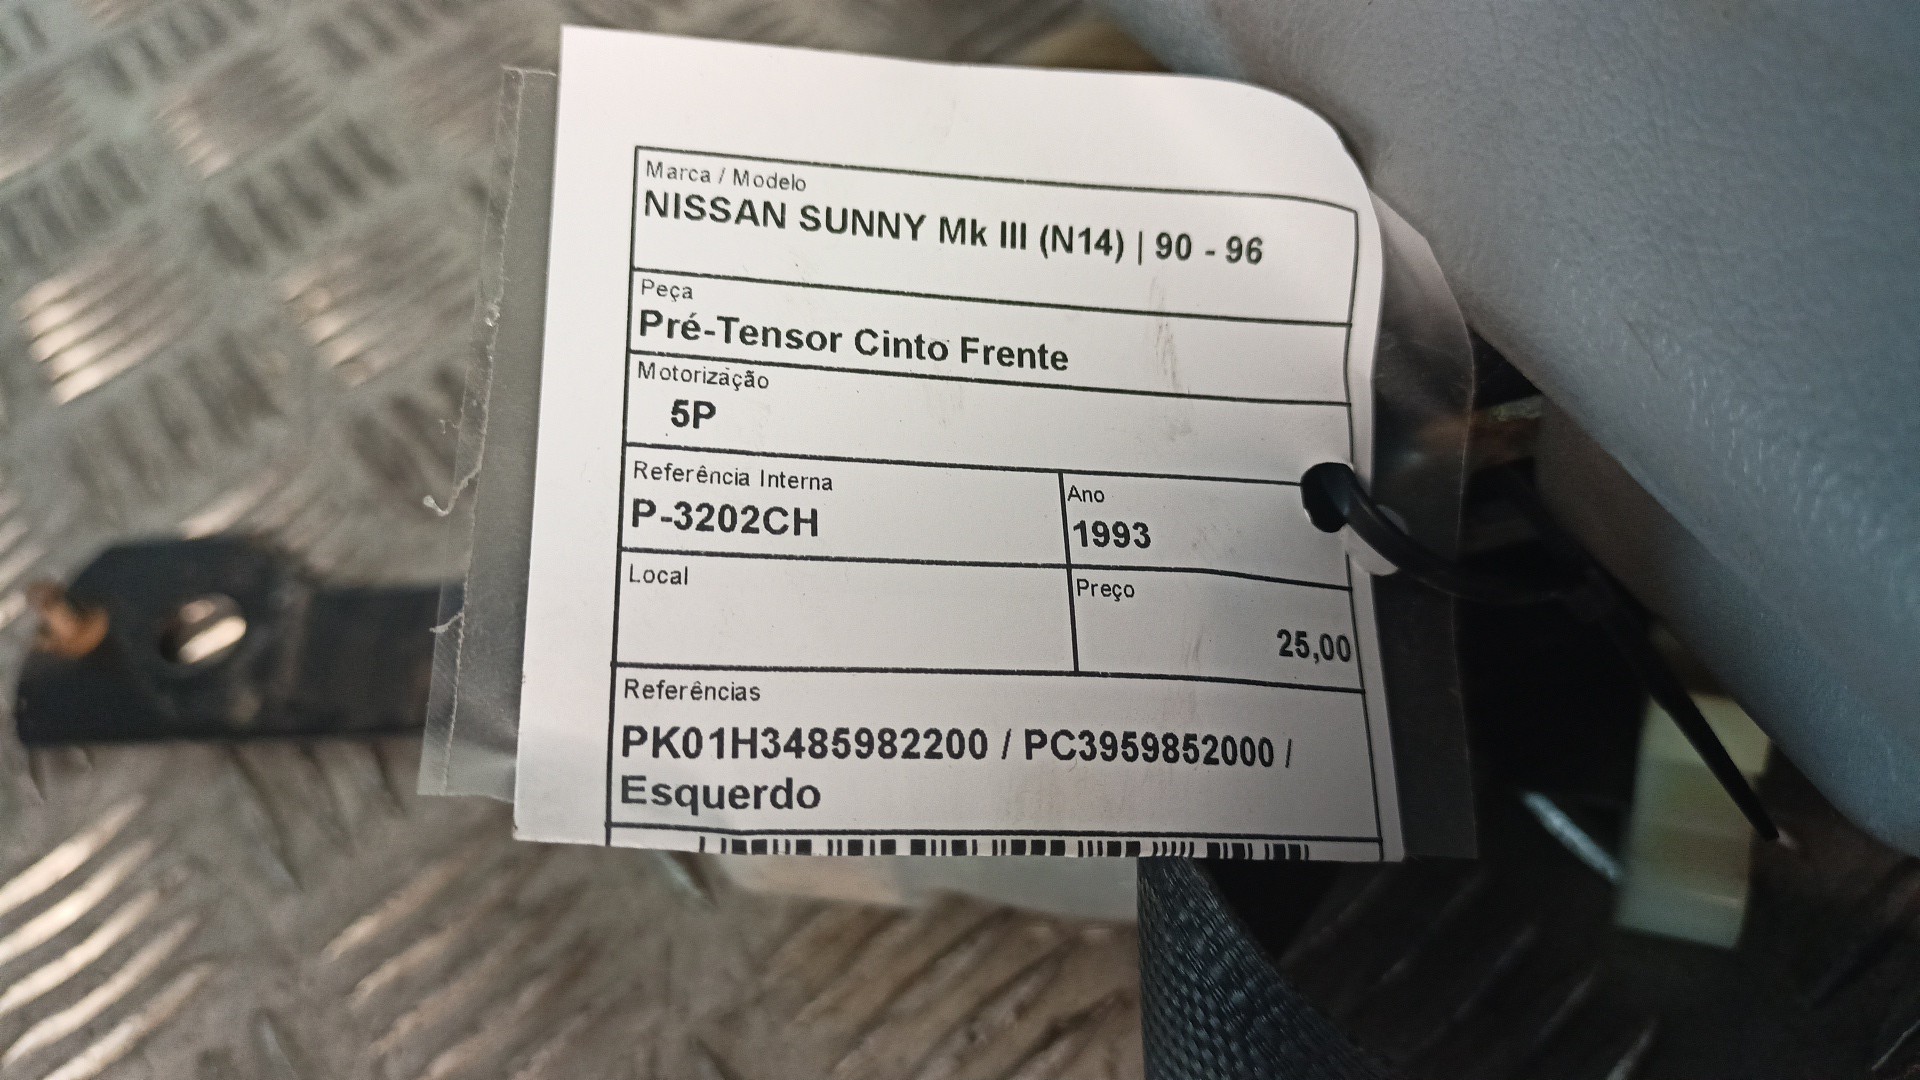 Marca / Modelo
NISSAN SUNNY Mk III (N14) | 90 - 96
Peça
Pré-Tensor Cinto Frente
Motorização
5P
Referência Interna
P-3202CH
Ano
1993
Local
Preço
25,00
Referências
PK01H3485982200 / PC3959852000 /
Esquerdo